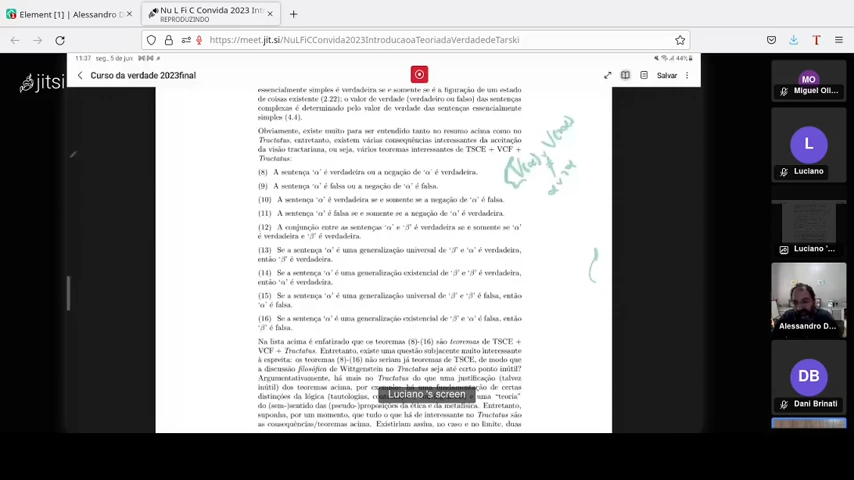 Element [1] | Alessandro D
Nu L Fi C Convida 2023 Int
REPRODUZINDO
https://meet.jit.si/NuLFiCConvida2023IntroducaoaTeoriadaVerdadedeTarski
jitsi
11:37 seg., 5 de jun
44%
Curso da verdade 2023final
Salvar
essencialmente simples é verdadeira se e somente se é a figuração de um estado
de coisas existente (2.22); o valor de verdade (verdadeiro ou falso) das sentenças
complexas é determinado pelo valor de verdade das sentenças essencialmente
simples (4.4).
Obviamente, existe muito para ser entendido tanto no resumo acima como no
Tractatus, entretanto, existem várias consequências interessantes da aceitação
da visão tractariana, ou seja, vários teoremas interessantes de TSCE + VCF +
Tractatus:
(8) A sentença 'α' é verdadeira ou a negação de 'α' é verdadeira.
(9) A sentença 'α' é falsa ou a negação de 'α' é falsa.
(10) A sentença 'α' é verdadeira se e somente se a negação de 'α' é falsa.
(11) A sentença 'α' é falsa se e somente se a negação de 'α' é verdadeira.
(12) A conjunção entre as sentenças 'α' e 'β' é verdadeira se e somente se 'α'
é verdadeira e 'β' é verdadeira.
(13) Se a sentença 'α' é uma generalização universal de 'β' e 'α' é verdadeira,
então 'β' é verdadeira.
(14) Se a sentença 'α' é uma generalização existencial de 'β' e 'β' é verdadeira,
então 'α' é verdadeira.
(15) Se a sentença 'α' é uma generalização universal de 'β' e 'β' é falsa, então
'α' é falsa.
(16) Se a sentença 'α' é uma generalização existencial de 'β' e 'α' é falsa, então
'β' é falsa.
Na lista acima é enfatizado que os teoremas (8)-(16) são teoremas de TSCE +
VCF + Tractatus. Entretanto, existe uma questão subjacente muito interessante
à espreita: os teoremas (8)-(16) não seriam já teoremas de TSCE, de modo que
a discussão filosófica de Wittgenstein no Tractatus seja até certo ponto inútil?
Argumentativamente, há mais no Tractatus do que uma justificação (talvez
inútil) dos teoremas acima, por exemplo: há uma fundamentação de certas
distinções da lógica (tautologias, e uma "teoria"
do (sem-)sentido das (pseudo-)proposições da ética e da metafísica. Entretanto,
suponha, por um momento, que tudo o que há de interessante no Tractatus são
as consequências/teoremas acima. Existiriam assim, no caso e no limite, duas
Luciano 's screen
MO
Miguel Oli...
L
Luciano
Luciano '...
Alessandro D...
DB
Dani Brinati